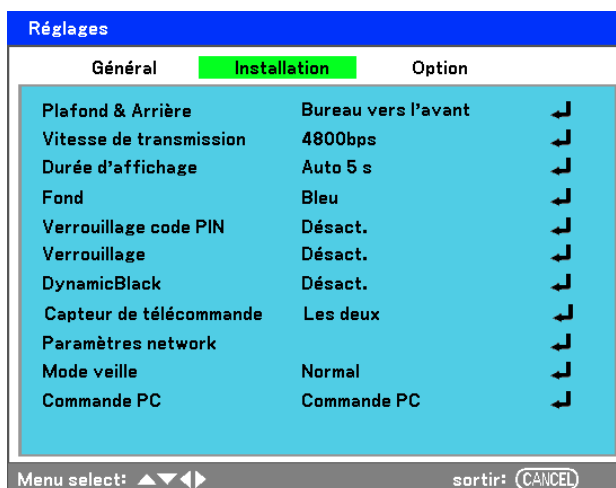 Réglages
Général Installation Option
Plafond & Arrière Bureau vers l'avant
Vitesse de transmission 4800bps
Durée d'affichage Auto 5 s
Fond Bleu
Verrouillage code PIN Désact.
Verrouillage Désact.
DynamicBlack Désact.
Capteur de télécommande Les deux
Paramètres network
Mode veille Normal
Commande PC Commande PC
Menu select: ▲▼◀▶ sortir: CANCEL